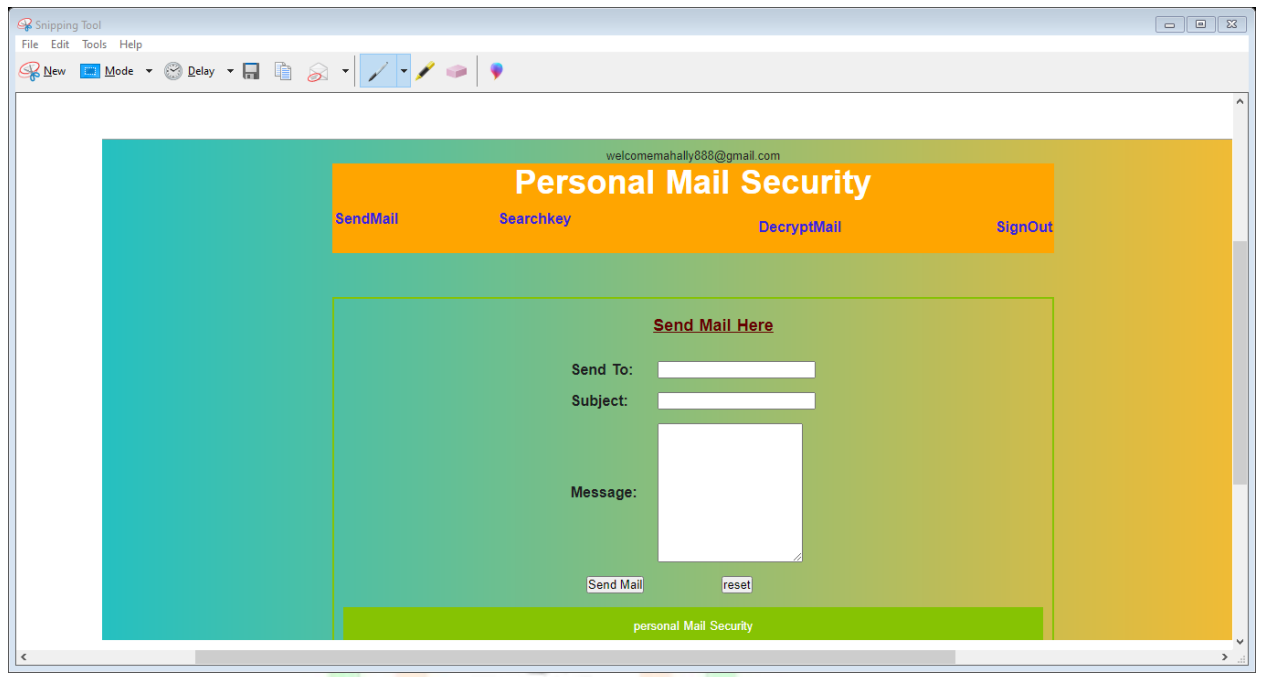 Snipping Tool
File Edit Tools Help
New Mode Delay
welcomemahally888@gmail.com
Personal Mail Security
SendMail Searchkey DecryptMail SignOut
Send Mail Here
Send To:
Subject:
Message:
Send Mail reset
personal Mail Security